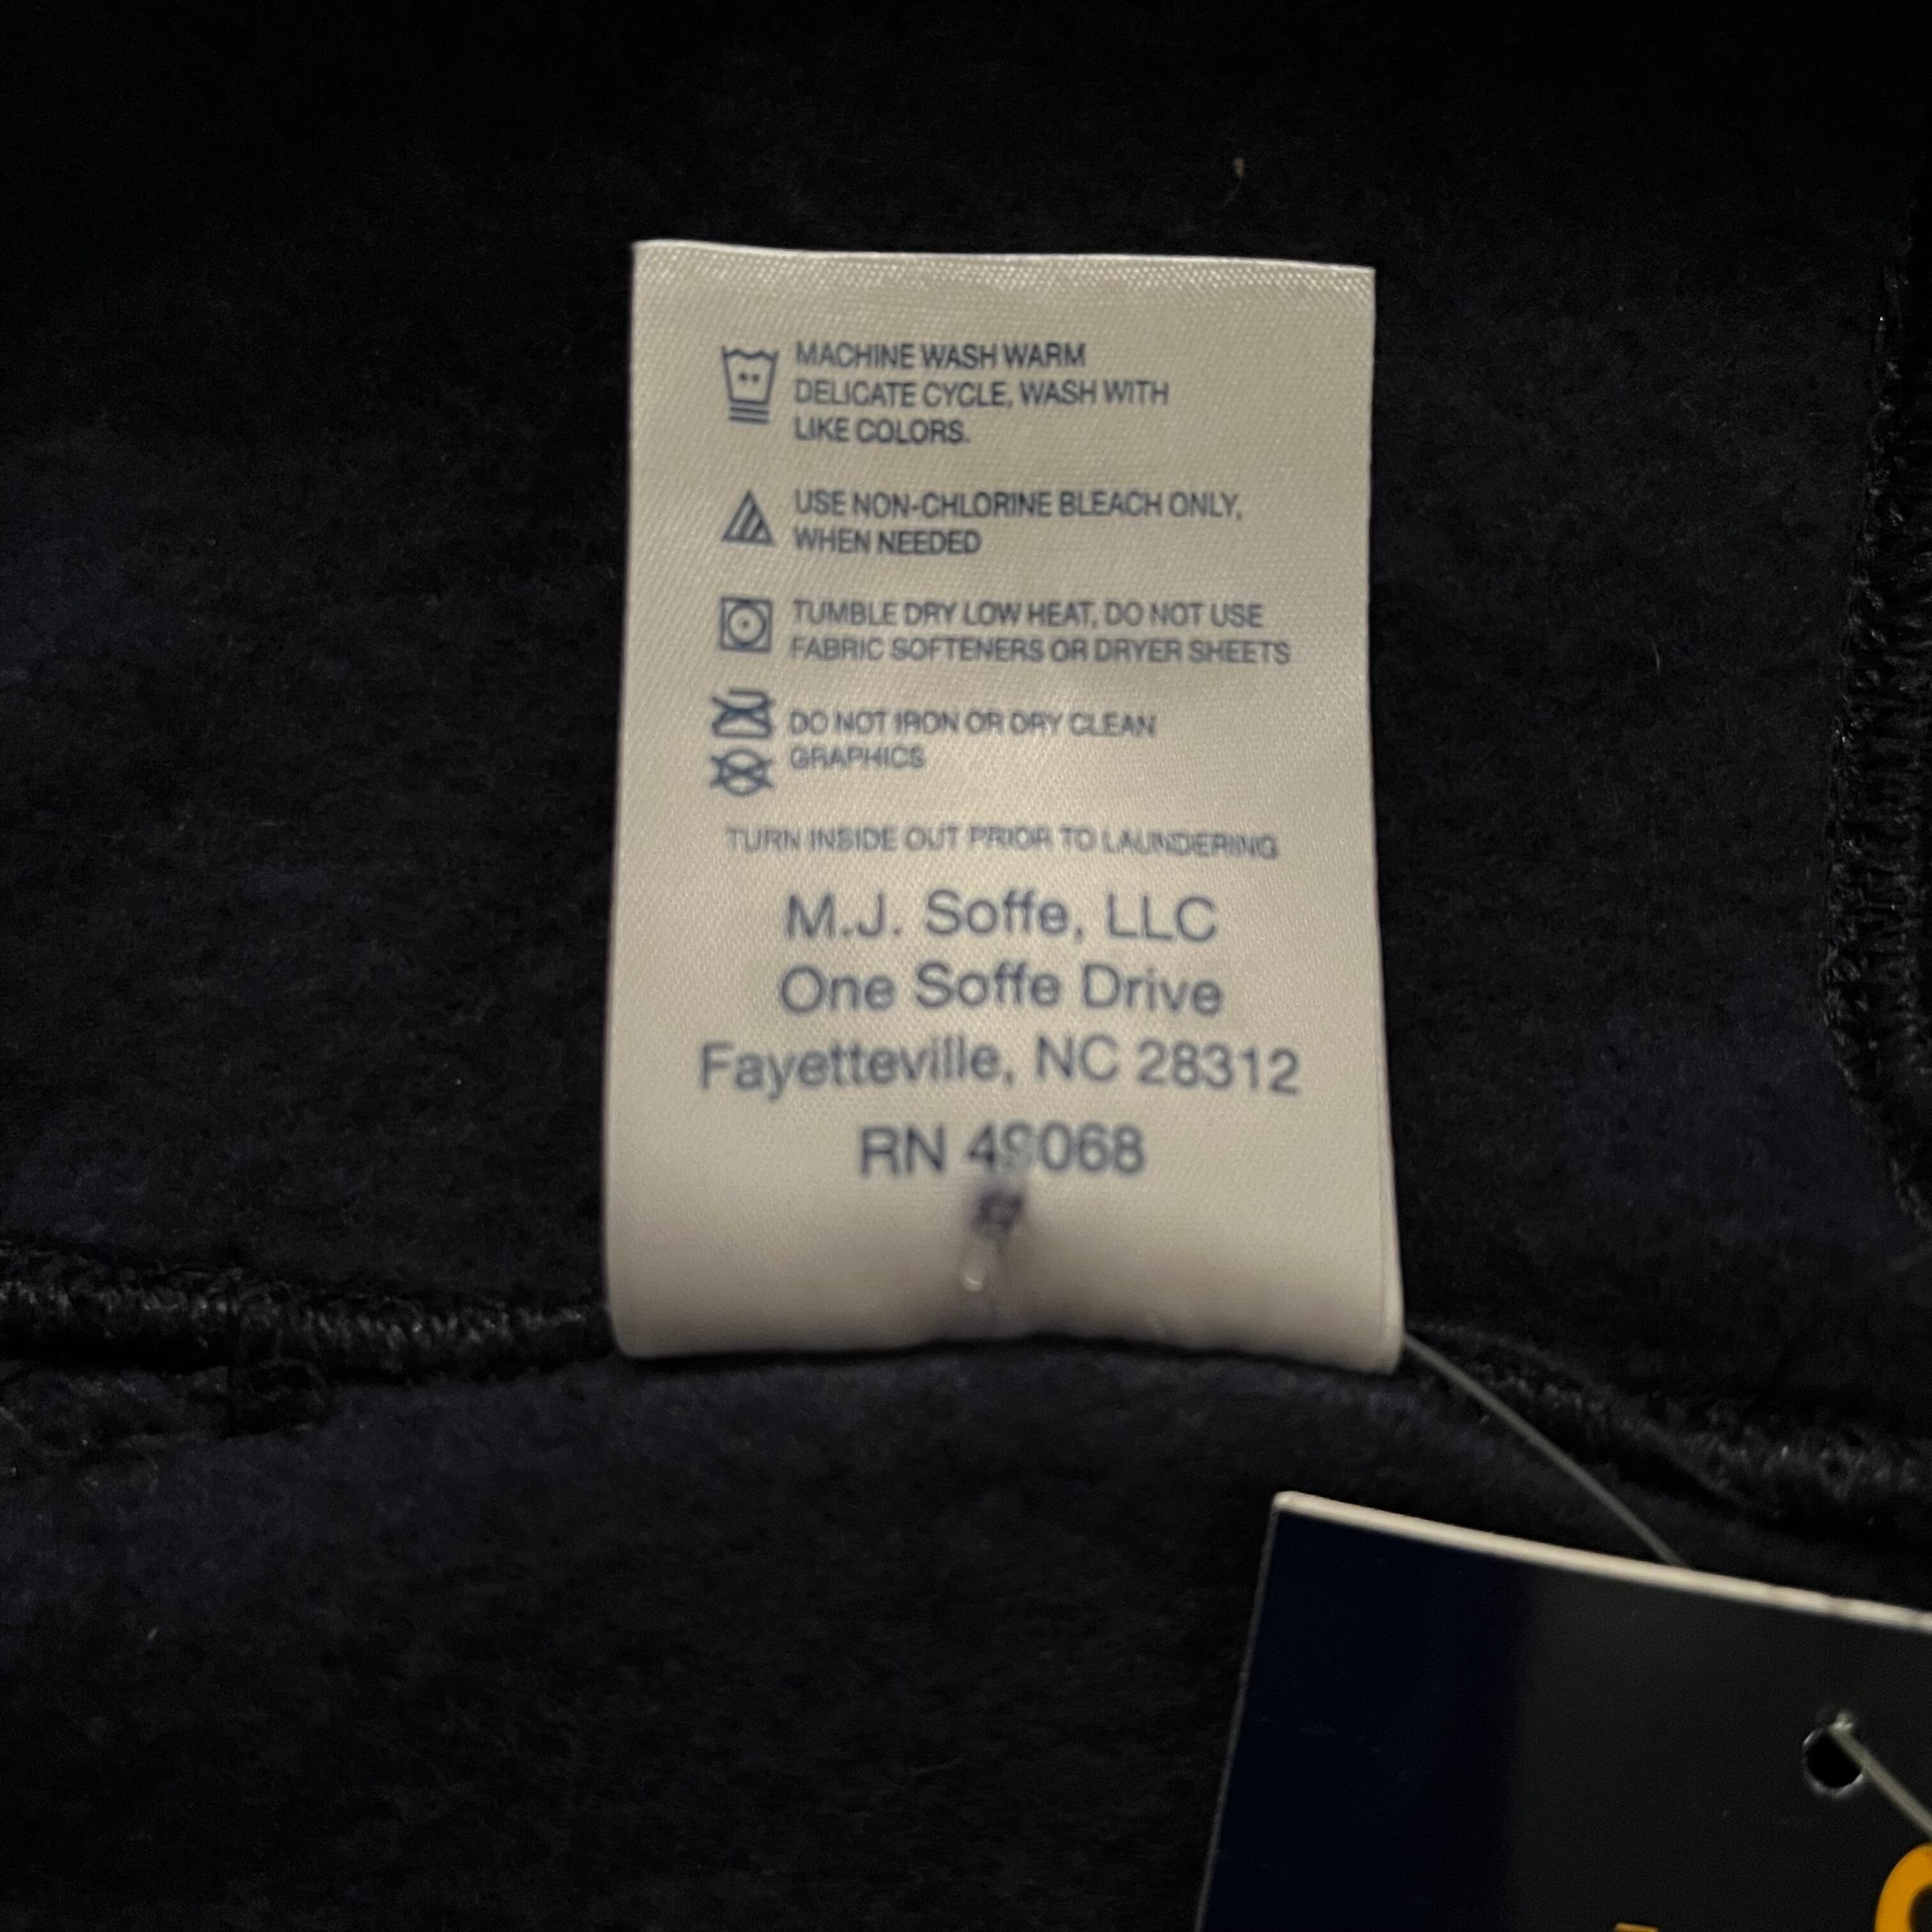 MACHINE WASH WARM
DELICATE CYCLE, WASH WITH
LIKE COLORS.
USE NON-CHLORINE BLEACH ONLY,
WHEN NEEDED
TUMBLE DRY LOW HEAT, DO NOT USE
FABRIC SOFTENERS OR DRYER SHEETS
DO NOT IRON OR DRY CLEAN
GRAPHICS
TURN INSIDE OUT PRIOR TO LAUNDERING
M.J. Soffe, LLC
One Soffe Drive
Fayetteville, NC 28312
RN